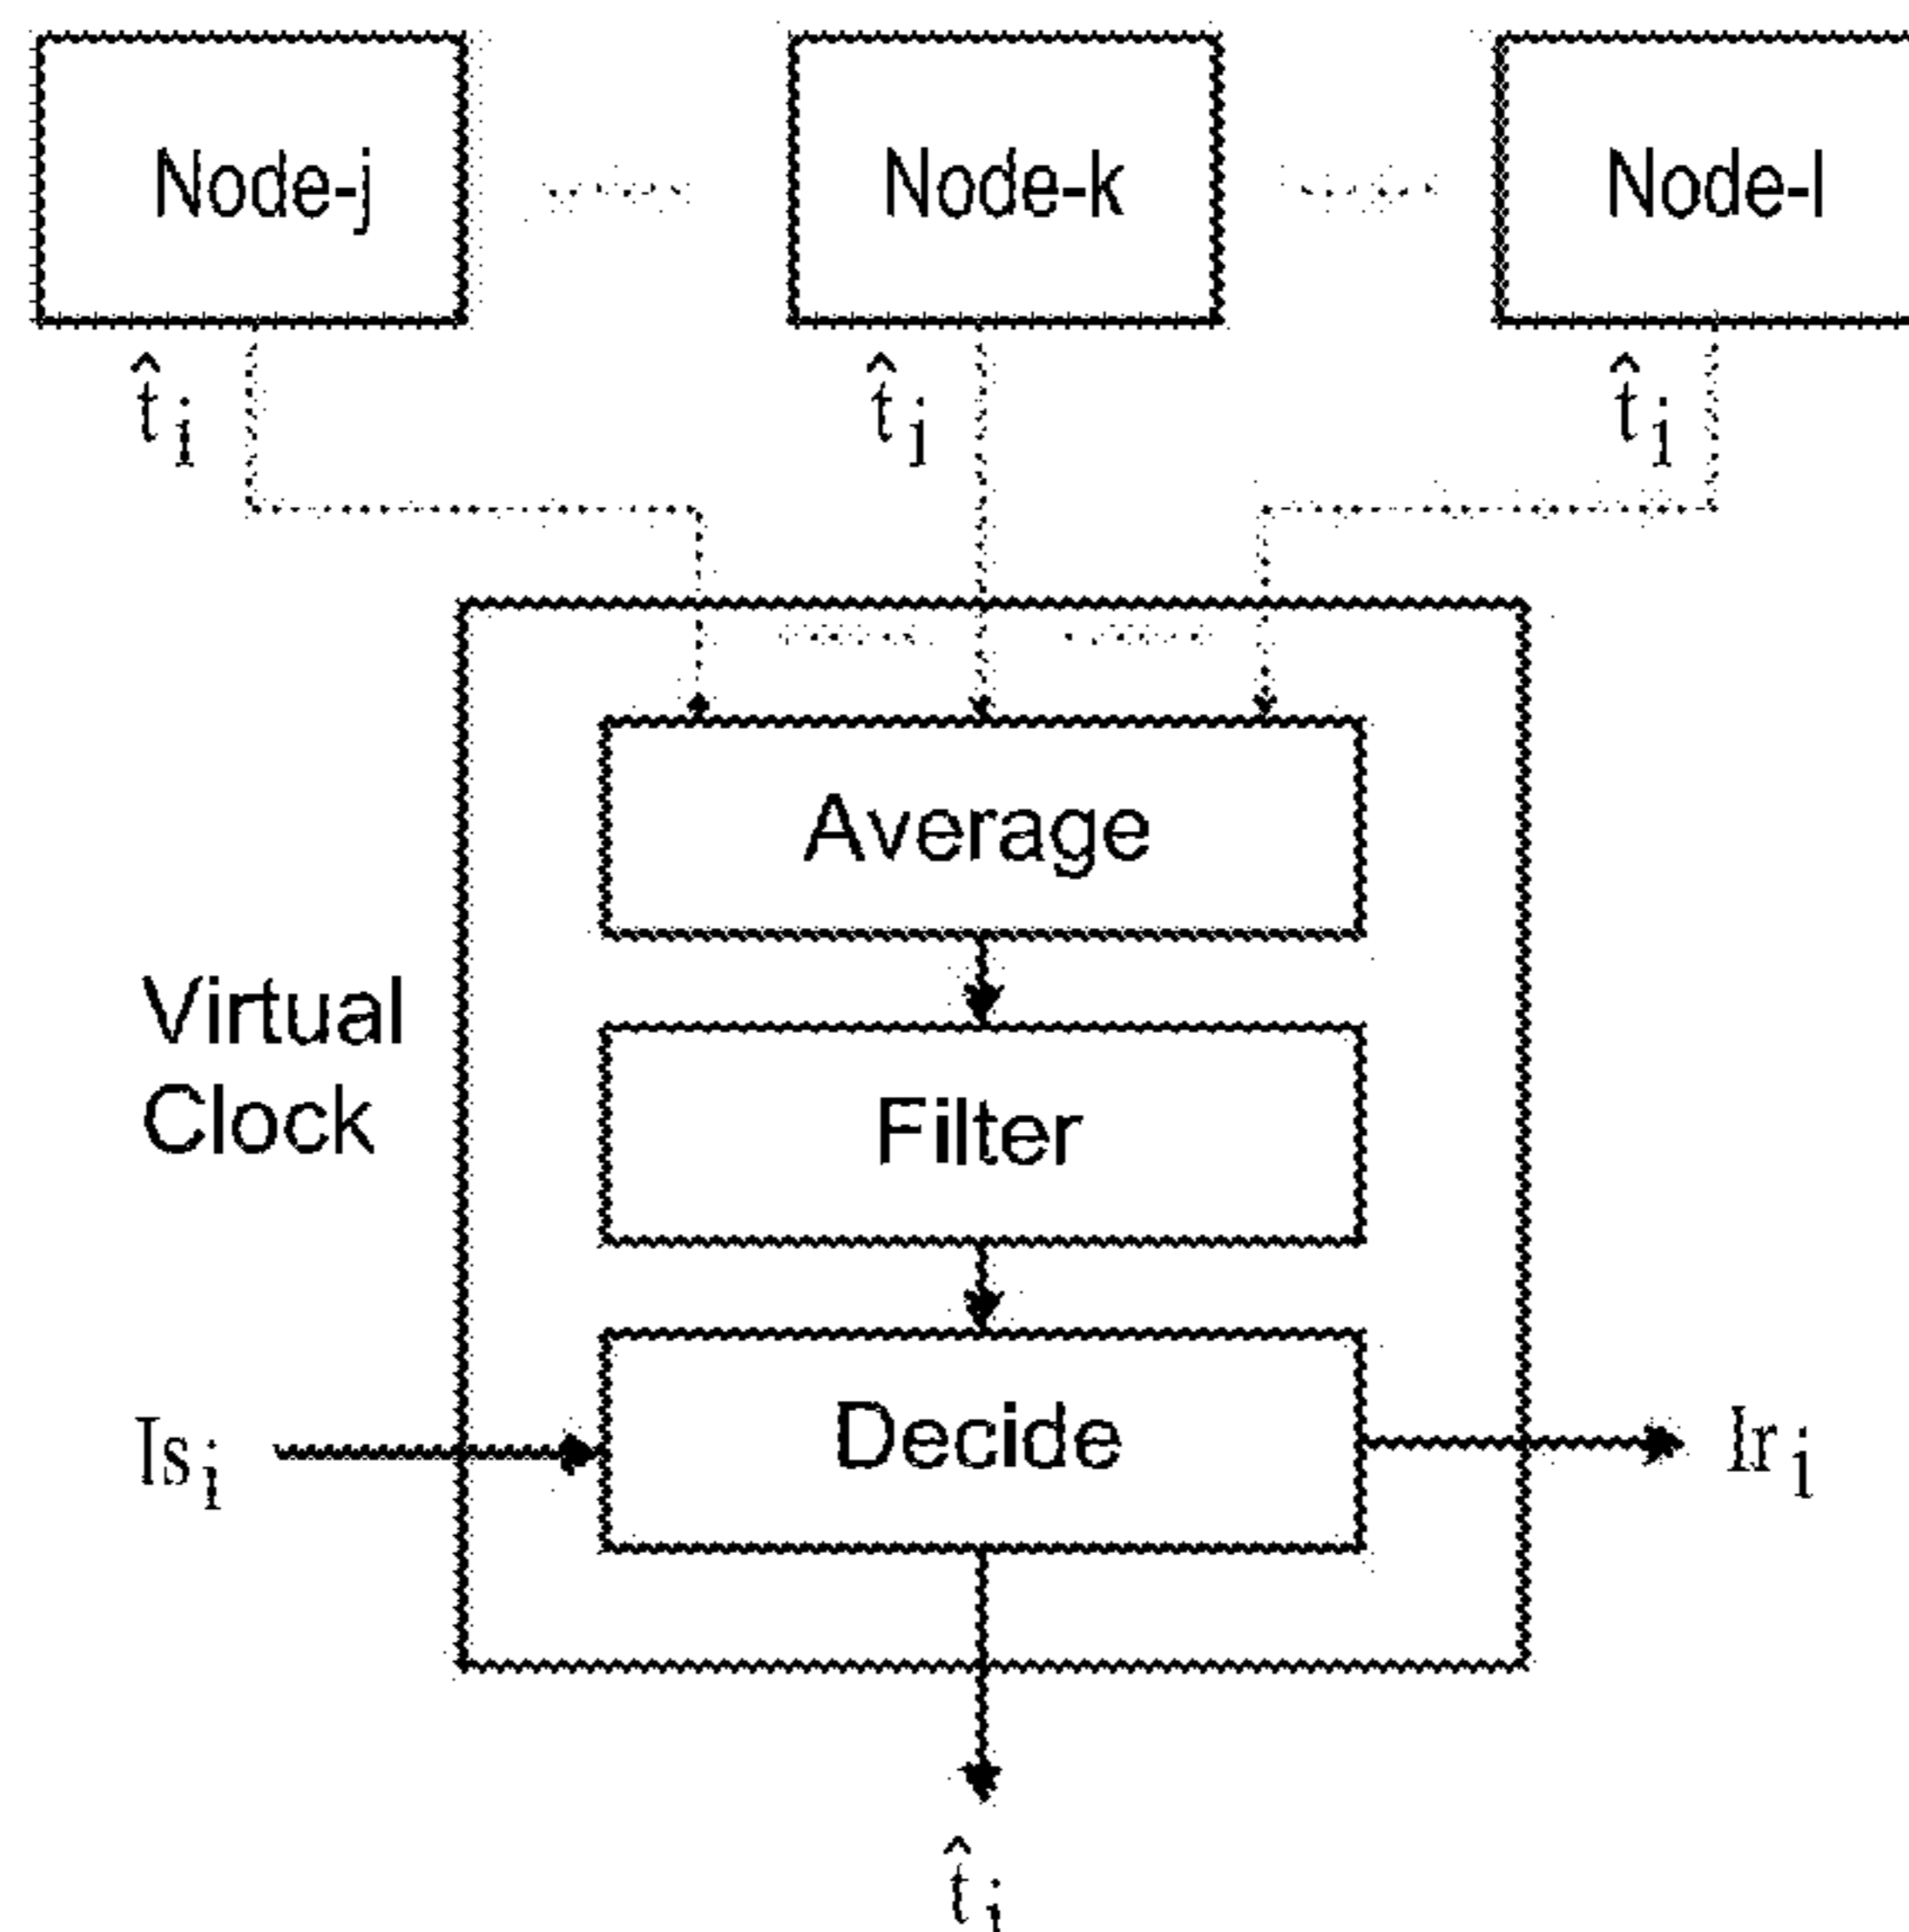 Node-j Node-k Node-l
t̂i t̂i t̂i
Average
Virtual
Clock
Filter
Decide
Isi
Iri
t̂i